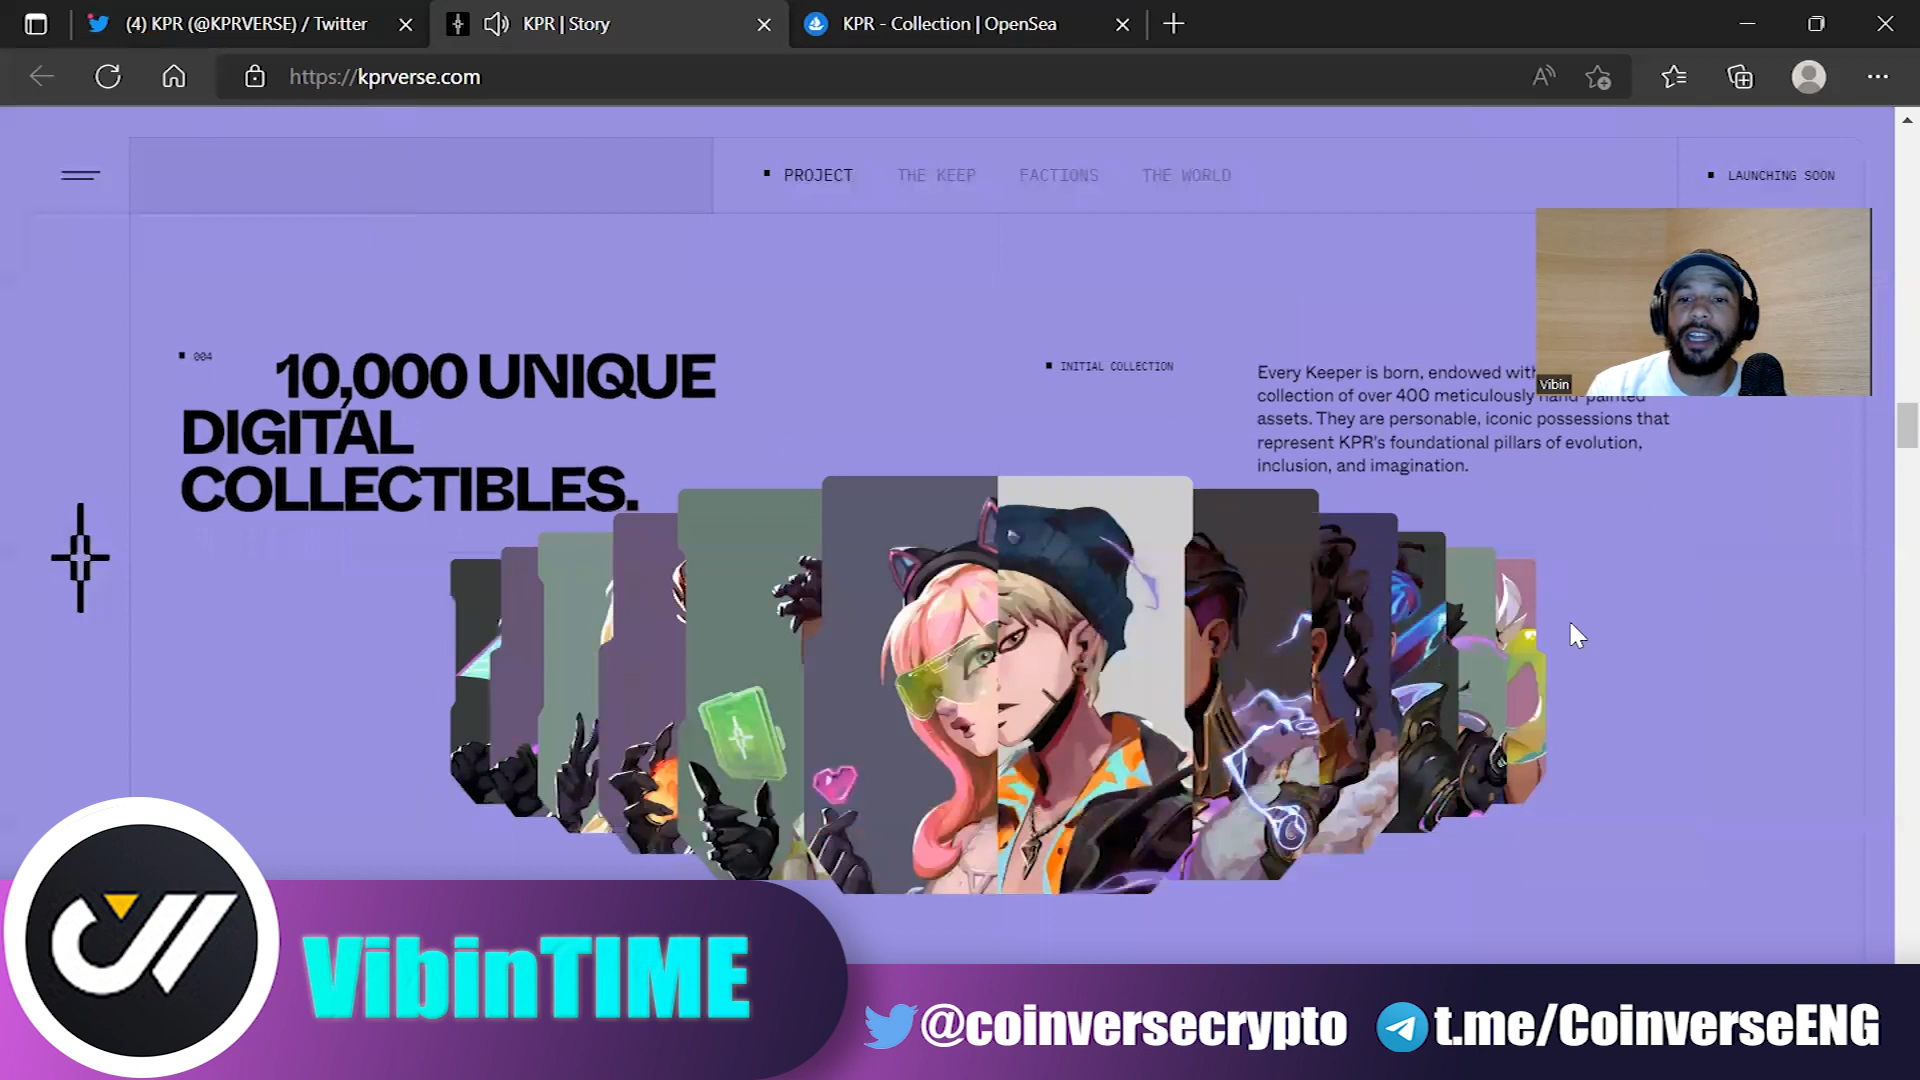 (4) KPR (@KPRVERSE) / Twitter
KPR | Story
KPR - Collection | OpenSea
https://kprverse.com
PROJECT
THE KEEP
FACTIONS
THE WORLD
LAUNCHING SOON
004
10,000 UNIQUE
DIGITAL
COLLECTIBLES.
INITIAL COLLECTION
Every Keeper is born, endowed with
collection of over 400 meticulously hand-painted
assets. They are personable, iconic possessions that
represent KPR's foundational pillars of evolution,
inclusion, and imagination.
Vibin
VibinTIME
@coinversecrypto
t.me/CoinverseENG